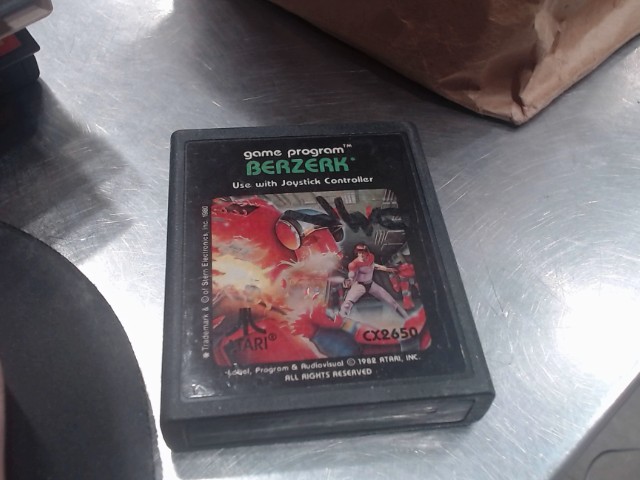 game program™
BERZERK®
Use with Joystick Controller
Trademark & © of Stern Electronics, Inc. 1980
ATARI®
CX2650
Label, Program & Audiovisual © 1982 ATARI, INC.
ALL RIGHTS RESERVED